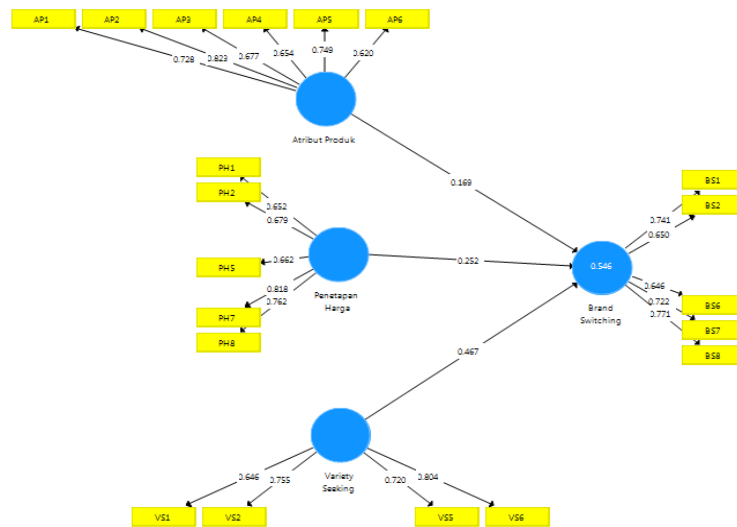 AP1 AP2 AP3 AP4 AP5 AP6
0.728 0.823 0.677 0.654 0.749 0.620
Atribut Produk
0.169
PH1
PH2
PH5
PH7
PH8
0.652
0.679
0.662
0.818
0.762
Penetapan
Harga
0.252
0.467
BS1
BS2
BS6
BS7
BS8
0.741
0.650
0.646
0.722
0.771
0.546
Brand
Switching
Variety
Seeking
0.646 0.755 0.720 0.804
VS1 VS2 VS5 VS6